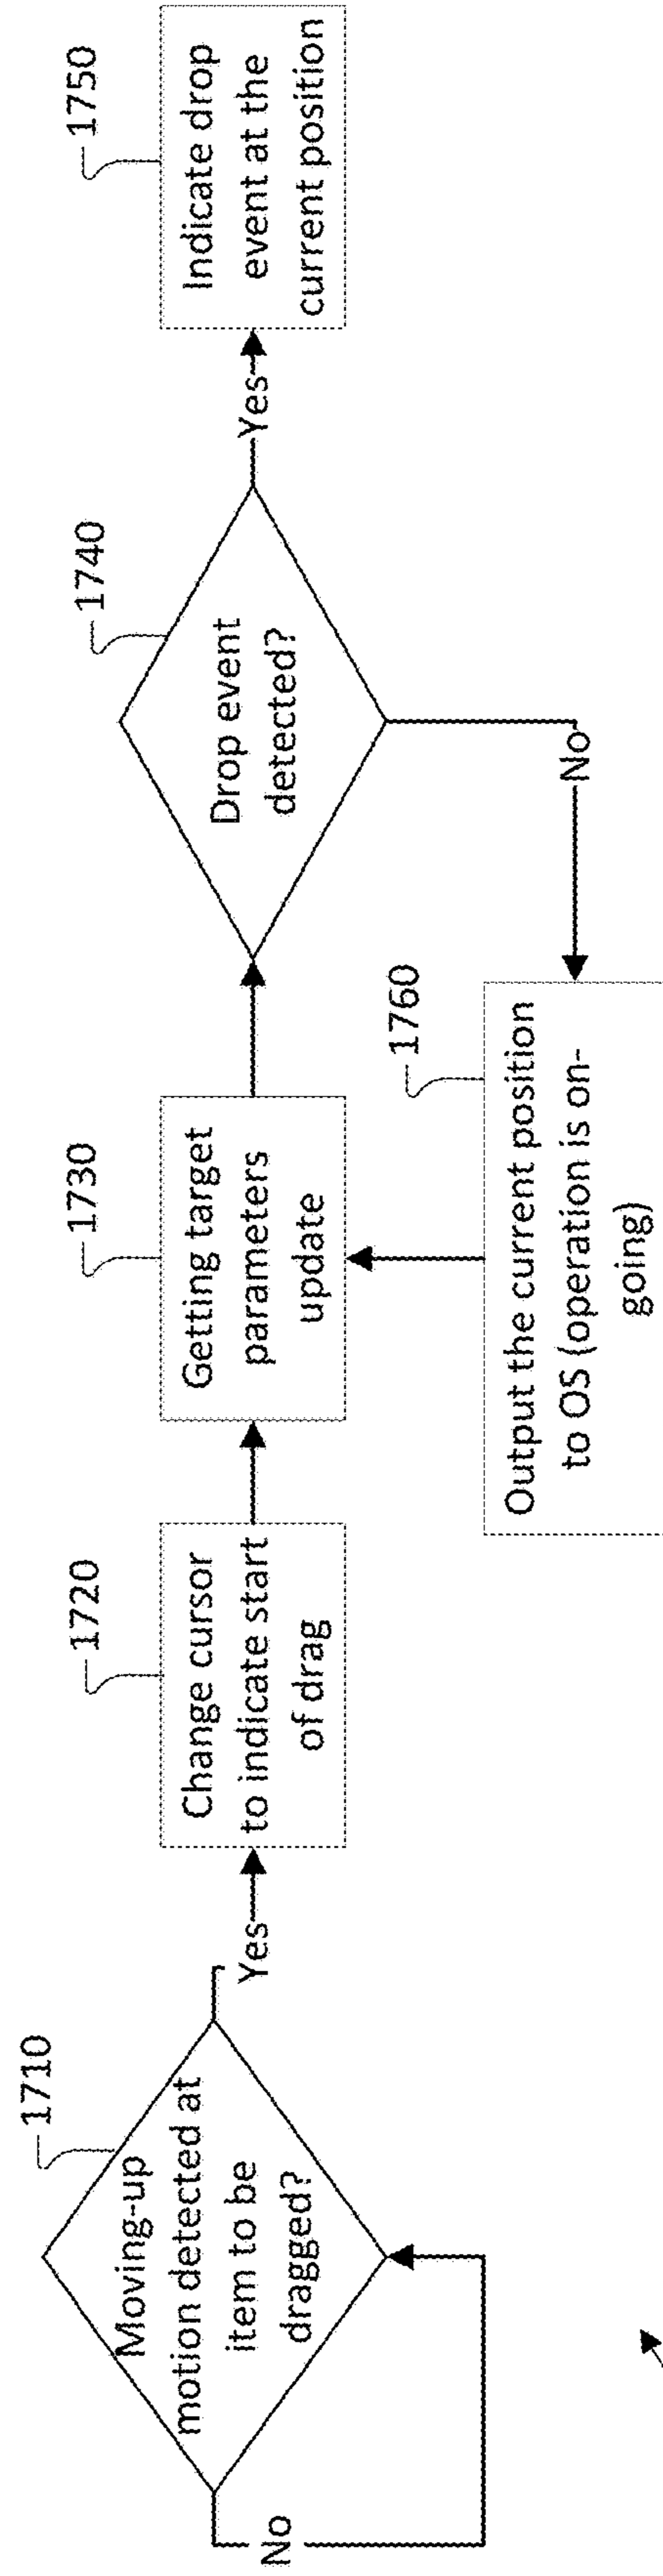 1710
Moving-up
motion detected at
item to be
dragged?
No
Yes
1720
Change cursor
to indicate start
of drag
1730
Getting target
parameters
update
1740
Drop event
detected?
Yes
1750
Indicate drop
event at the
current position
No
1760
Output the current position
to OS (operation is on-
going)